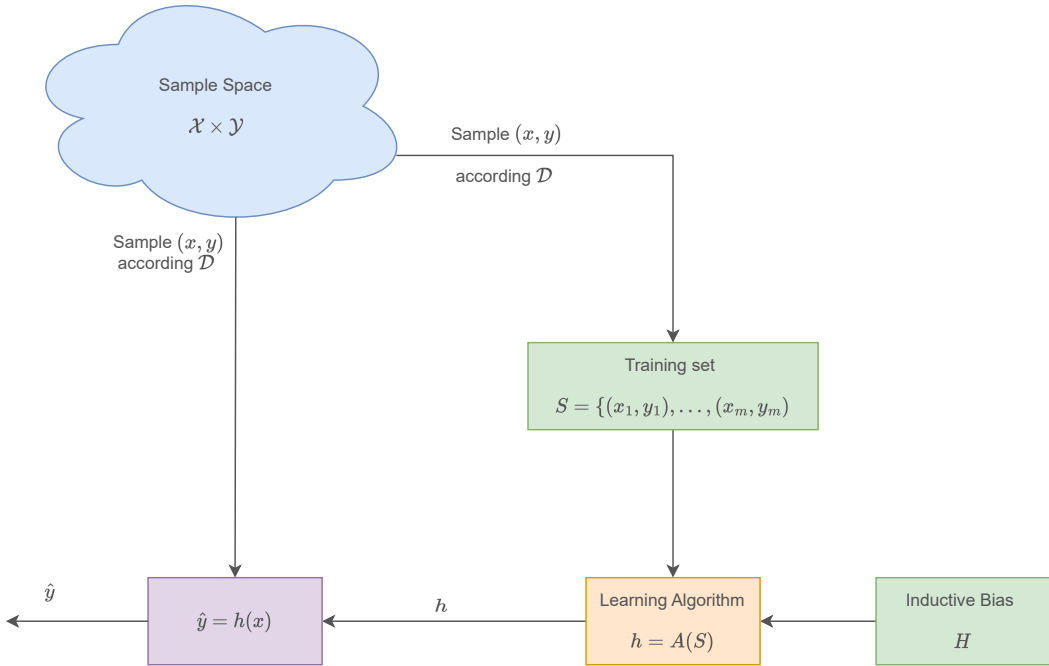 Sample Space
𝒳 × 𝒴
Sample (x, y)
according 𝒟
Sample (x, y)
according 𝒟
Training set
S = {(x₁, y₁), . . . , (xₘ, yₘ)
ŷ
ŷ = h(x)
h
Learning Algorithm
h = A(S)
Inductive Bias
H